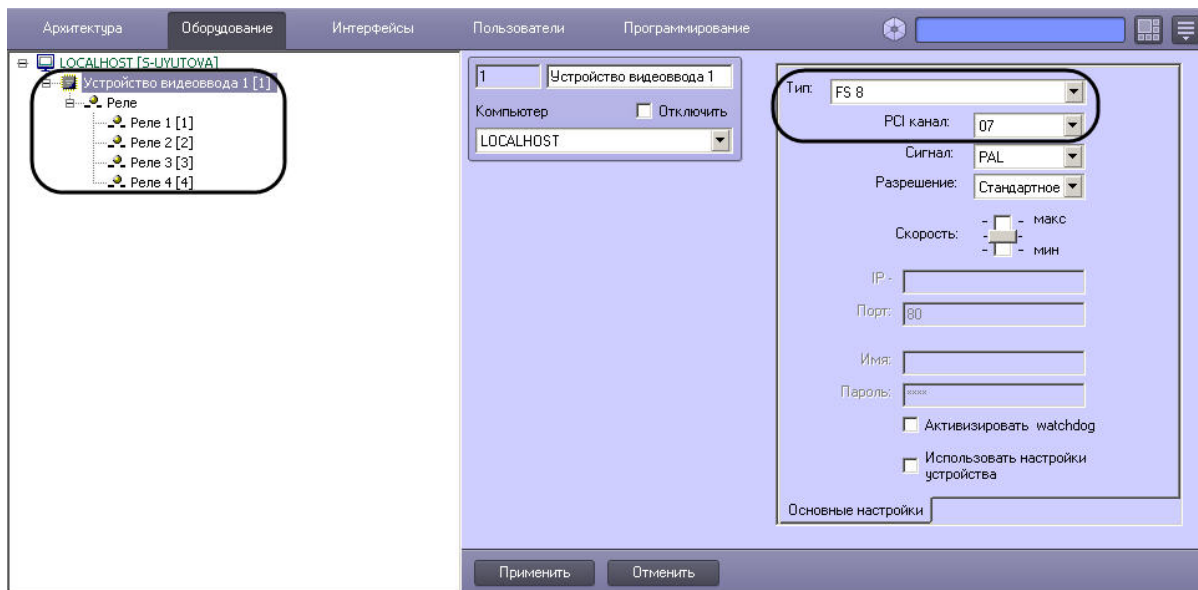 Архитектура Оборудование Интерфейсы Пользователи Программирование
LOCALHOST [S-UYUTOVA]
Устройство видеоввода 1 [1]
Реле
Реле 1 [1]
Реле 2 [2]
Реле 3 [3]
Реле 4 [4]
1 Устройство видеоввода 1
Компьютер Отключить
LOCALHOST
Тип: FS 8
PCI канал: 07
Сигнал: PAL
Разрешение: Стандартное
Скорость: макс
мин
IP -
Порт: 80
Имя:
Пароль: ****
Активизировать watchdog
Использовать настройки
устройства
Основные настройки
Применить Отменить